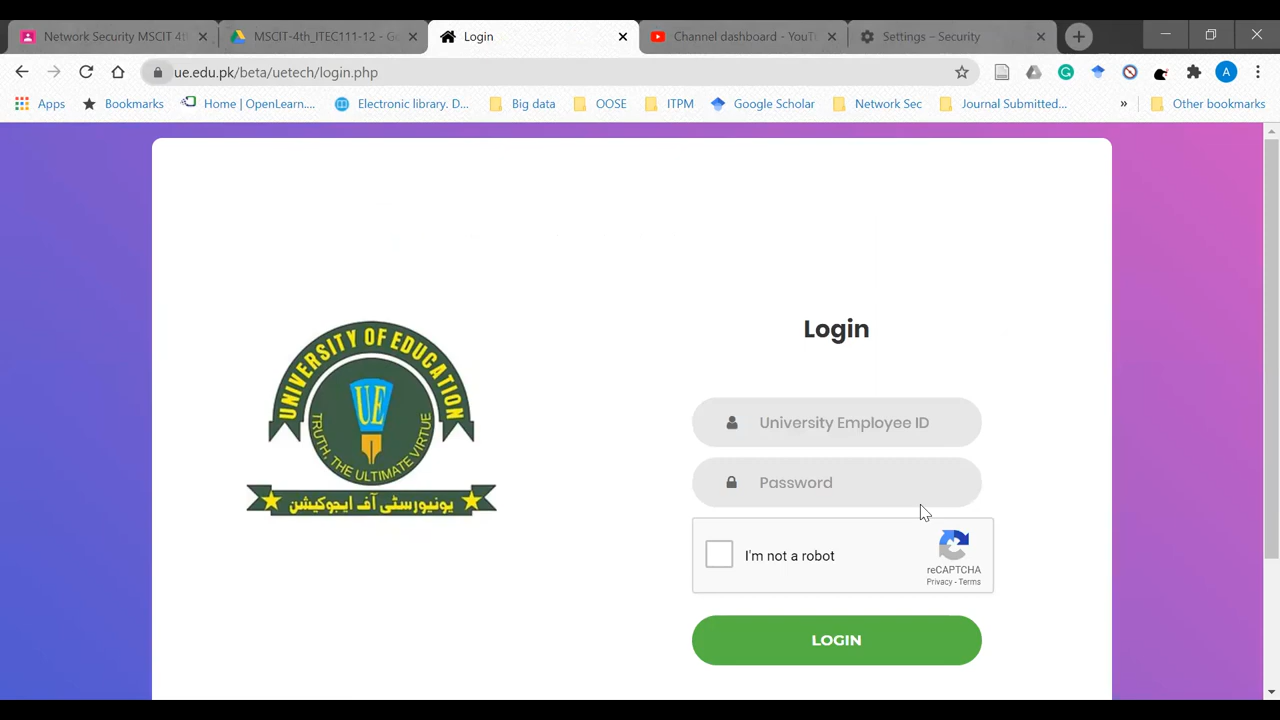 Network Security MSCIT 4th
MSCIT-4th_ITEC111-12 - Go
Login
Channel dashboard - YouTu
Settings – Security
ue.edu.pk/beta/uetech/login.php
A
Apps
Bookmarks
Home | OpenLearn....
Electronic library. D...
Big data
OOSE
ITPM
Google Scholar
Network Sec
Journal Submitted...
»
Other bookmarks
Login
UNIVERSITY OF EDUCATION
UE
TRUTH, THE ULTIMATE VIRTUE
یونیورسٹی آف ایجوکیشن
University Employee ID
Password
I'm not a robot
reCAPTCHA
Privacy - Terms
LOGIN